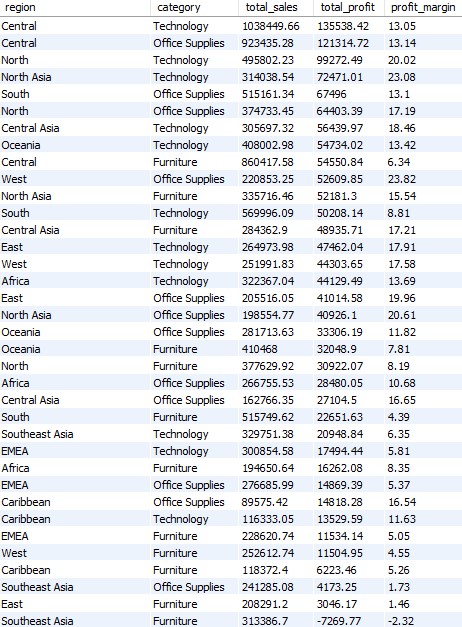 region category total_sales total_profit profit_margin
Central Technology 1038449.66 135538.42 13.05
Central Office Supplies 923435.28 121314.72 13.14
North Technology 495802.23 99272.49 20.02
North Asia Technology 314038.54 72471.01 23.08
South Office Supplies 515161.34 67496 13.1
North Office Supplies 374733.45 64403.39 17.19
Central Asia Technology 305697.32 56439.97 18.46
Oceania Technology 408002.98 54734.02 13.42
Central Furniture 860417.58 54550.84 6.34
West Office Supplies 220853.25 52609.85 23.82
North Asia Furniture 335716.46 52181.3 15.54
South Technology 569996.09 50208.14 8.81
Central Asia Furniture 284362.9 48935.71 17.21
East Technology 264973.98 47462.04 17.91
West Technology 251991.83 44303.65 17.58
Africa Technology 322367.04 44129.49 13.69
East Office Supplies 205516.05 41014.58 19.96
North Asia Office Supplies 198554.77 40926.1 20.61
Oceania Office Supplies 281713.63 33306.19 11.82
Oceania Furniture 410468 32048.9 7.81
North Furniture 377629.92 30922.07 8.19
Africa Office Supplies 266755.53 28480.05 10.68
Central Asia Office Supplies 162766.35 27104.5 16.65
South Furniture 515749.62 22651.63 4.39
Southeast Asia Technology 329751.38 20948.84 6.35
EMEA Technology 300854.58 17494.44 5.81
Africa Furniture 194650.64 16262.08 8.35
EMEA Office Supplies 276685.99 14869.39 5.37
Caribbean Office Supplies 89575.42 14818.28 16.54
Caribbean Technology 116333.05 13529.59 11.63
EMEA Furniture 228620.74 11534.14 5.05
West Furniture 252612.74 11504.95 4.55
Caribbean Furniture 118372.4 6223.46 5.26
Southeast Asia Office Supplies 241285.08 4173.25 1.73
East Furniture 208291.2 3046.17 1.46
Southeast Asia Furniture 313386.7 -7269.77 -2.32